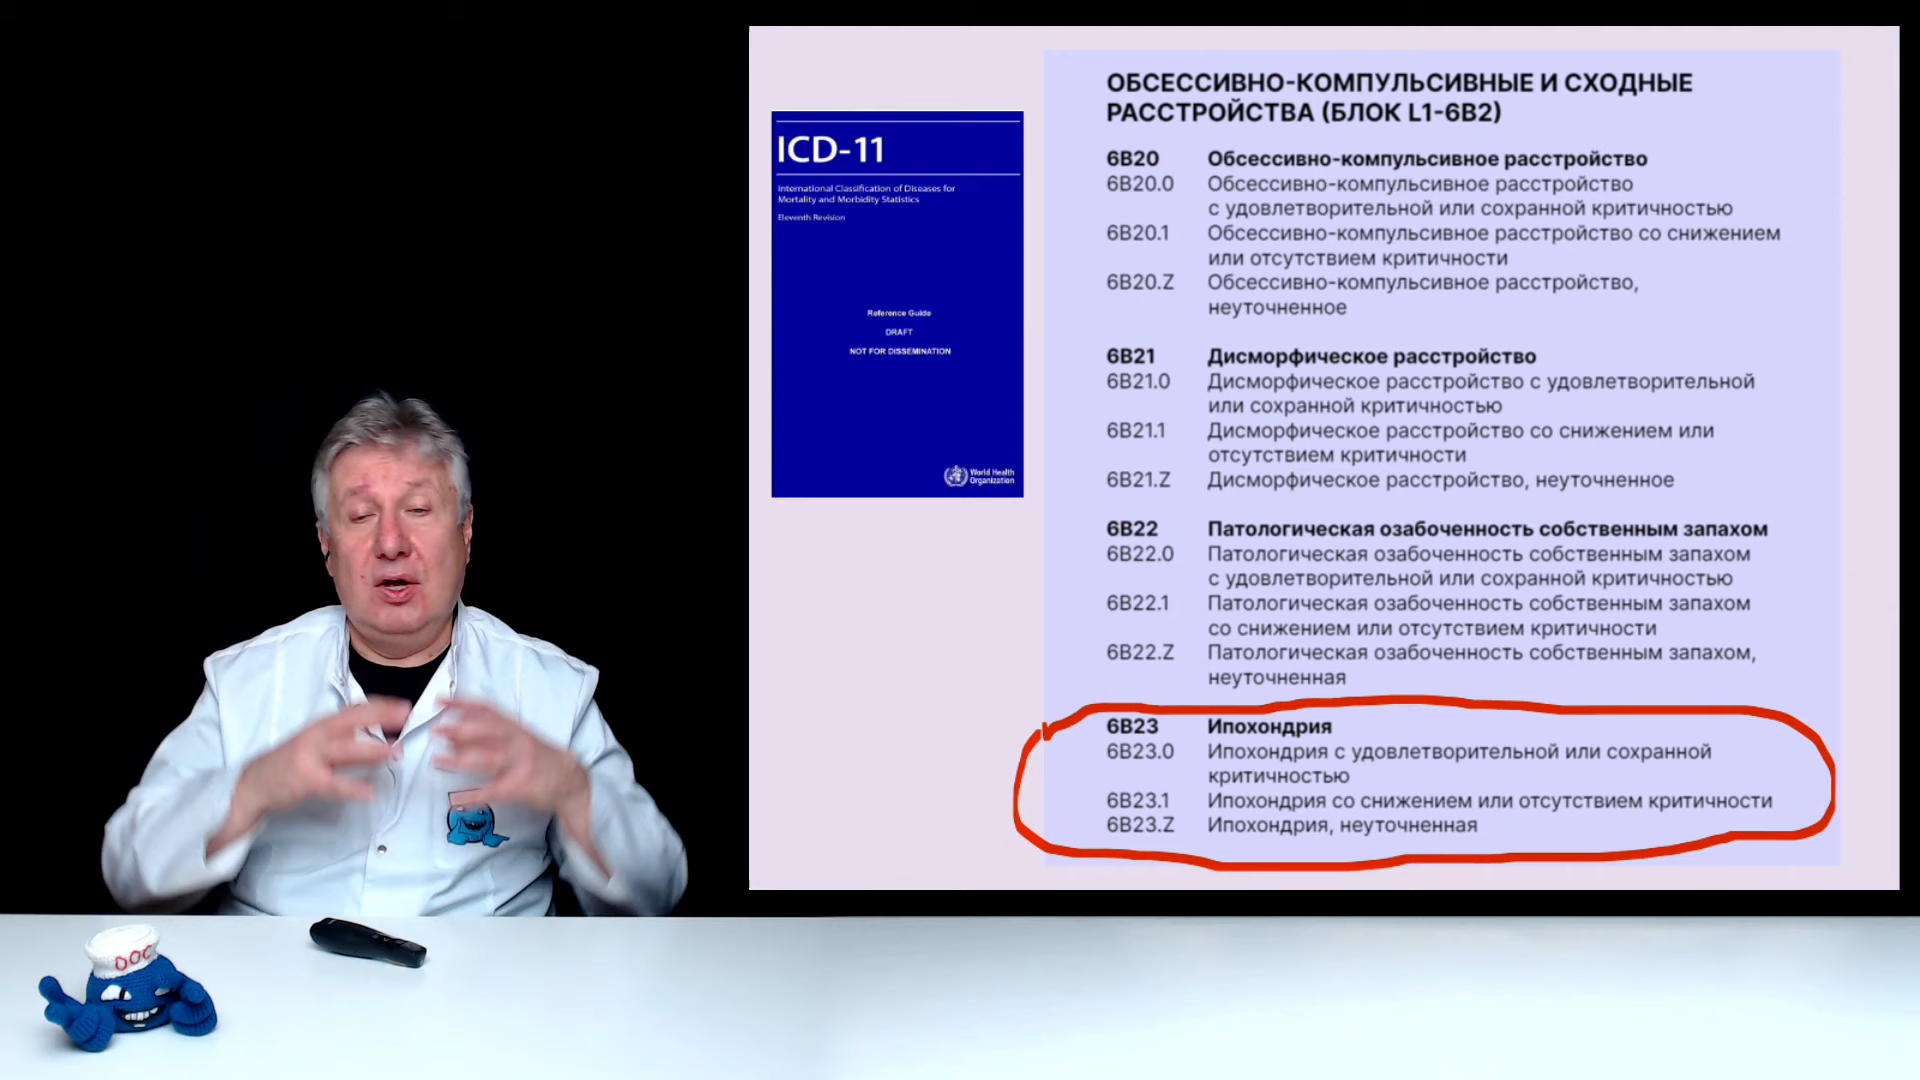 ICD-11
International Classification of Diseases for
Mortality and Morbidity Statistics
Eleventh Revision
Reference Guide
DRAFT
NOT FOR DISSEMINATION
World Health
Organization
ОБСЕССИВНО-КОМПУЛЬСИВНЫЕ И СХОДНЫЕ
РАССТРОЙСТВА (БЛОК L1-6B2)
6B20 Обсессивно-компульсивное расстройство
6B20.0 Обсессивно-компульсивное расстройство
с удовлетворительной или сохранной критичностью
6B20.1 Обсессивно-компульсивное расстройство со снижением
или отсутствием критичности
6B20.Z Обсессивно-компульсивное расстройство,
неуточненное
6B21 Дисморфическое расстройство
6B21.0 Дисморфическое расстройство с удовлетворительной
или сохранной критичностью
6B21.1 Дисморфическое расстройство со снижением или
отсутствием критичности
6B21.Z Дисморфическое расстройство, неуточненное
6B22 Патологическая озабоченность собственным запахом
6B22.0 Патологическая озабоченность собственным запахом
с удовлетворительной или сохранной критичностью
6B22.1 Патологическая озабоченность собственным запахом
со снижением или отсутствием критичности
6B22.Z Патологическая озабоченность собственным запахом,
неуточненная
6B23 Ипохондрия
6B23.0 Ипохондрия с удовлетворительной или сохранной
критичностью
6B23.1 Ипохондрия со снижением или отсутствием критичности
6B23.Z Ипохондрия, неуточненная
DOC